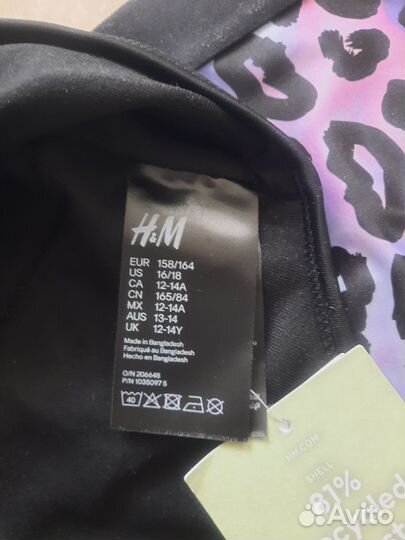 H&M
EUR 158/164
US 16/18
CA 12-14A
CN 165/84
MX 12-14A
AUS 13-14
UK 12-14Y
Made in Bangladesh
Fabriqué au Bangladesh
Hecho en Bangladesh
O/N 206648
P/N 1035097 5
40
HM.COM
SHELL
81%
Avito